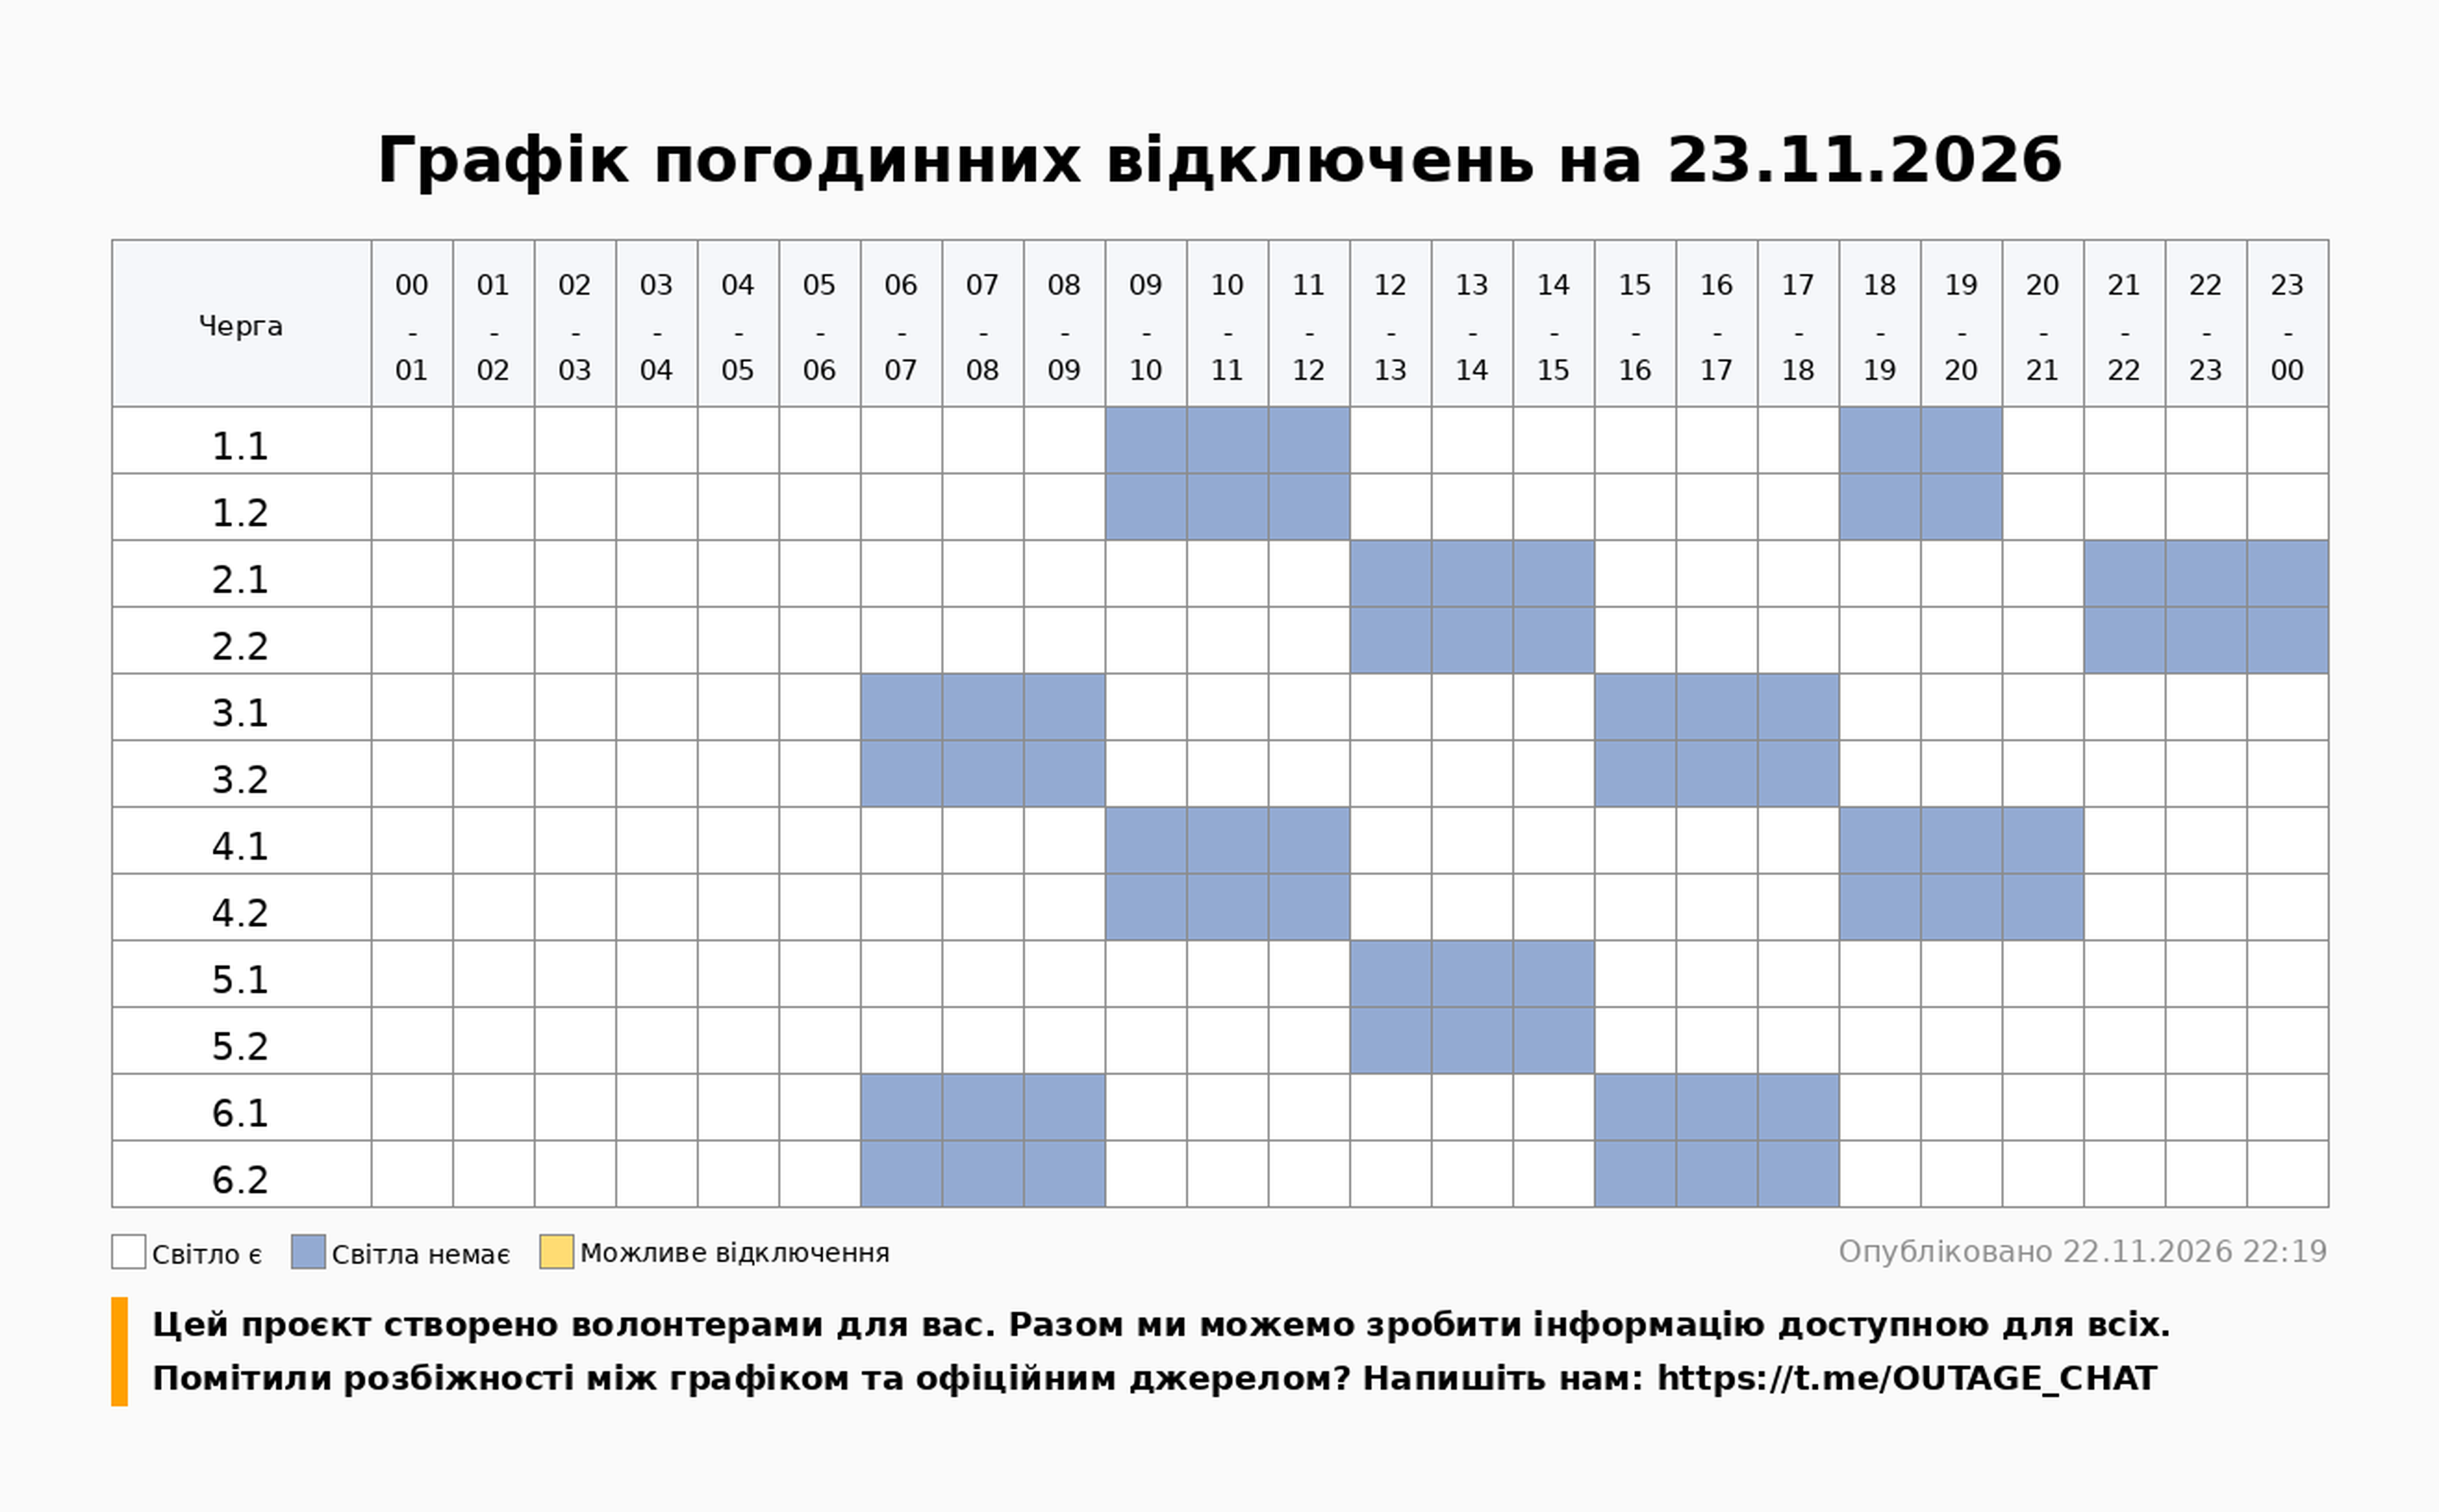 Графік погодинних відключень на 23.11.2026
Черга 00 - 01 01 - 02 02 - 03 03 - 04 04 - 05 05 - 06 06 - 07 07 - 08 08 - 09 09 - 10 10 - 11 11 - 12 12 - 13 13 - 14 14 - 15 15 - 16 16 - 17 17 - 18 18 - 19 19 - 20 20 - 21 21 - 22 22 - 23 23 - 00
1.1
1.2
2.1
2.2
3.1
3.2
4.1
4.2
5.1
5.2
6.1
6.2
Світло є Світла немає Можливе відключення Опубліковано 22.11.2026 22:19
Цей проєкт створено волонтерами для вас. Разом ми можемо зробити інформацію доступною для всіх.
Помітили розбіжності між графіком та офіційним джерелом? Напишіть нам: https://t.me/OUTAGE_CHAT